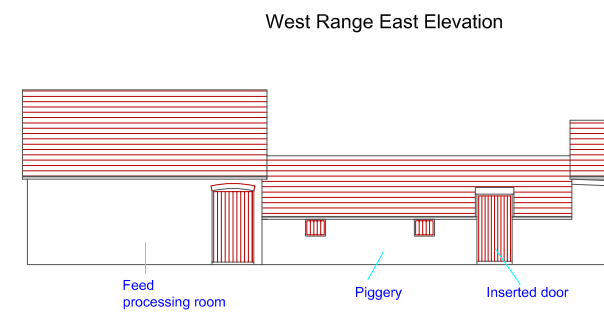 West Range East Elevation
Feed
processing room
Piggery
Inserted door